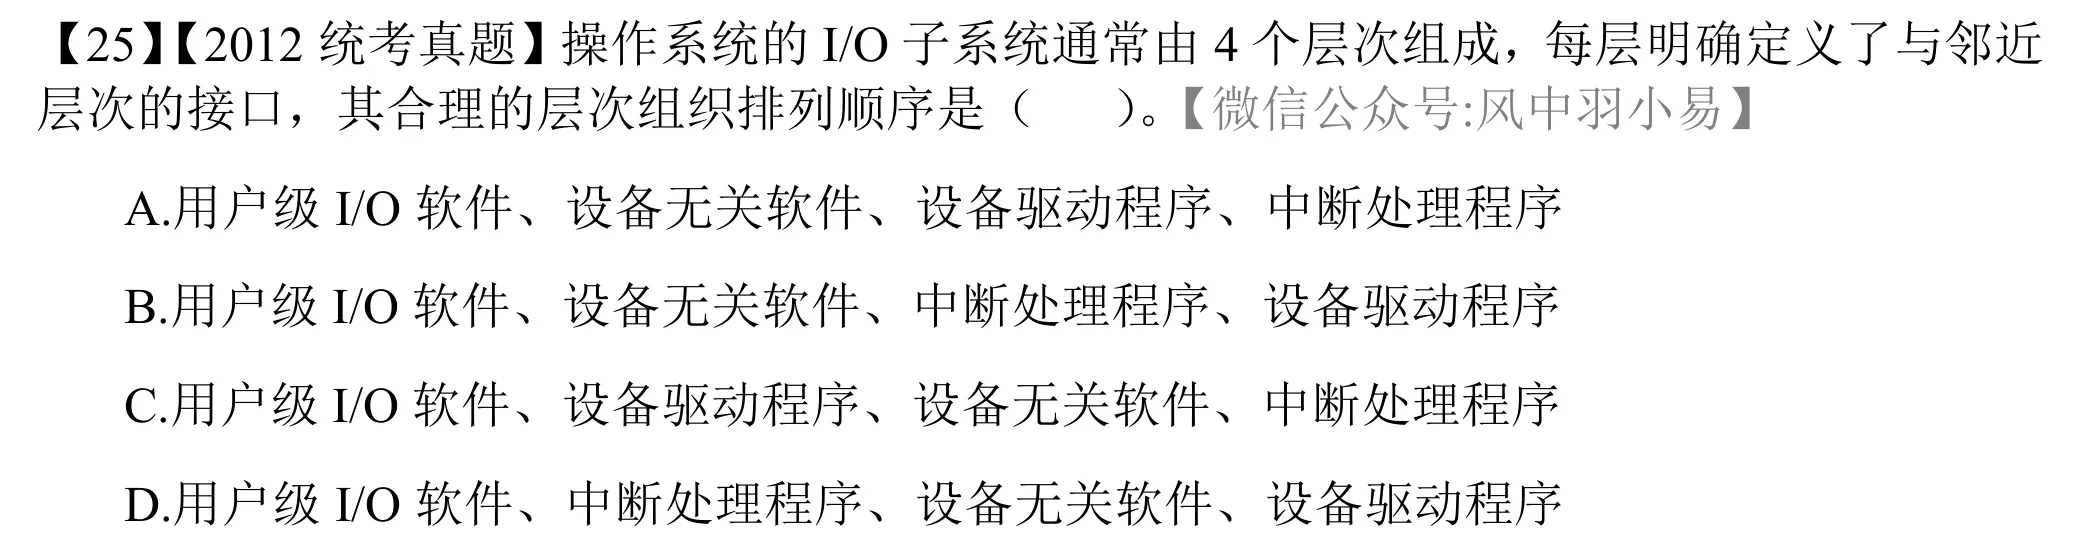 【25】【2012 统考真题】操作系统的 I/O 子系统通常由 4 个层次组成，每层明确定义了与邻近
层次的接口，其合理的层次组织排列顺序是（　　）。【微信公众号:风中羽小易】
A.用户级 I/O 软件、设备无关软件、设备驱动程序、中断处理程序
B.用户级 I/O 软件、设备无关软件、中断处理程序、设备驱动程序
C.用户级 I/O 软件、设备驱动程序、设备无关软件、中断处理程序
D.用户级 I/O 软件、中断处理程序、设备无关软件、设备驱动程序